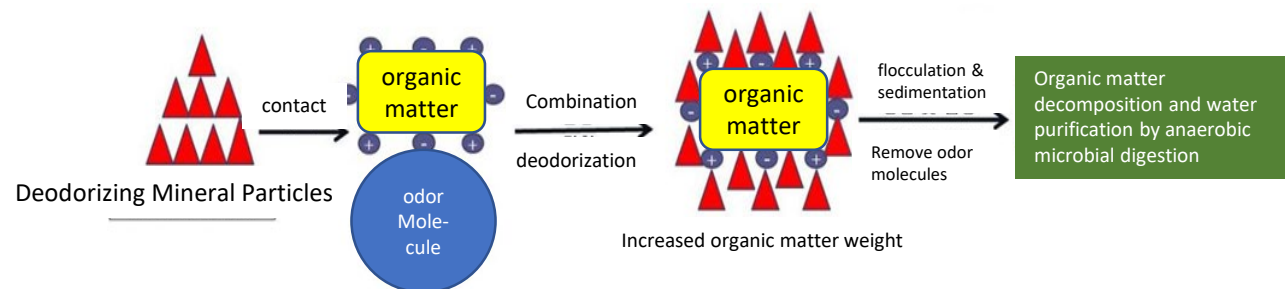 Deodorizing Mineral Particles
contact
+
+
+
organic
matter
-
-
+
-
+
odor
Mole-
cule
Combination
deodorization
+
-
+
organic
matter
-
-
+
-
+
Increased organic matter weight
flocculation &
sedimentation
Remove odor
molecules
Organic matter
decomposition and water
purification by anaerobic
microbial digestion